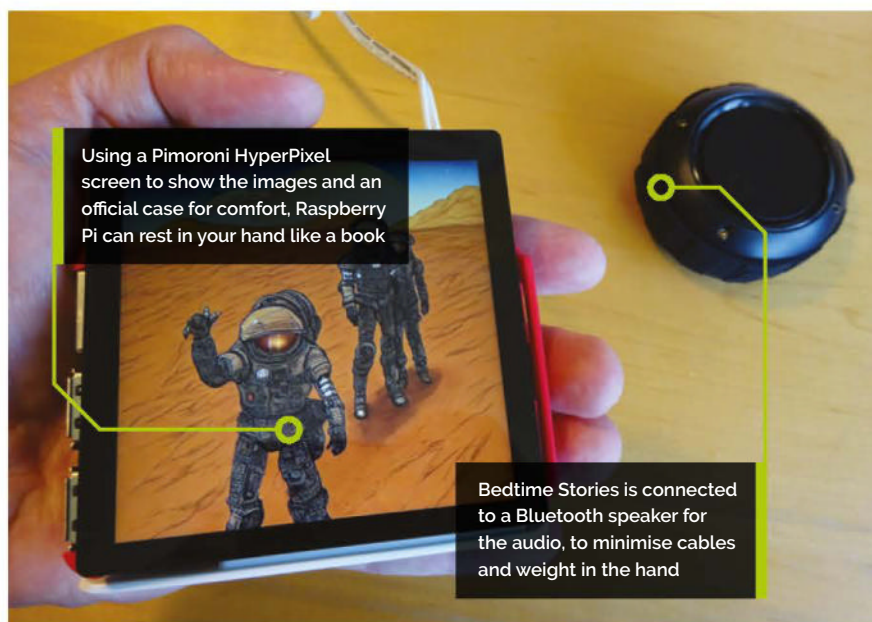 Using a Pimoroni HyperPixel
screen to show the images and an
official case for comfort, Raspberry
Pi can rest in your hand like a book
Bedtime Stories is connected
to a Bluetooth speaker for
the audio, to minimise cables
and weight in the hand